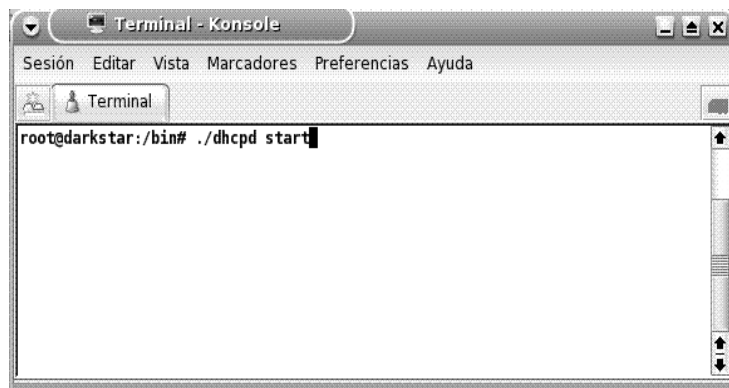 Terminal - Konsole
Sesión Editar Vista Marcadores Preferencias Ayuda
Terminal
root@darkstar:/bin# ./dhcpd start